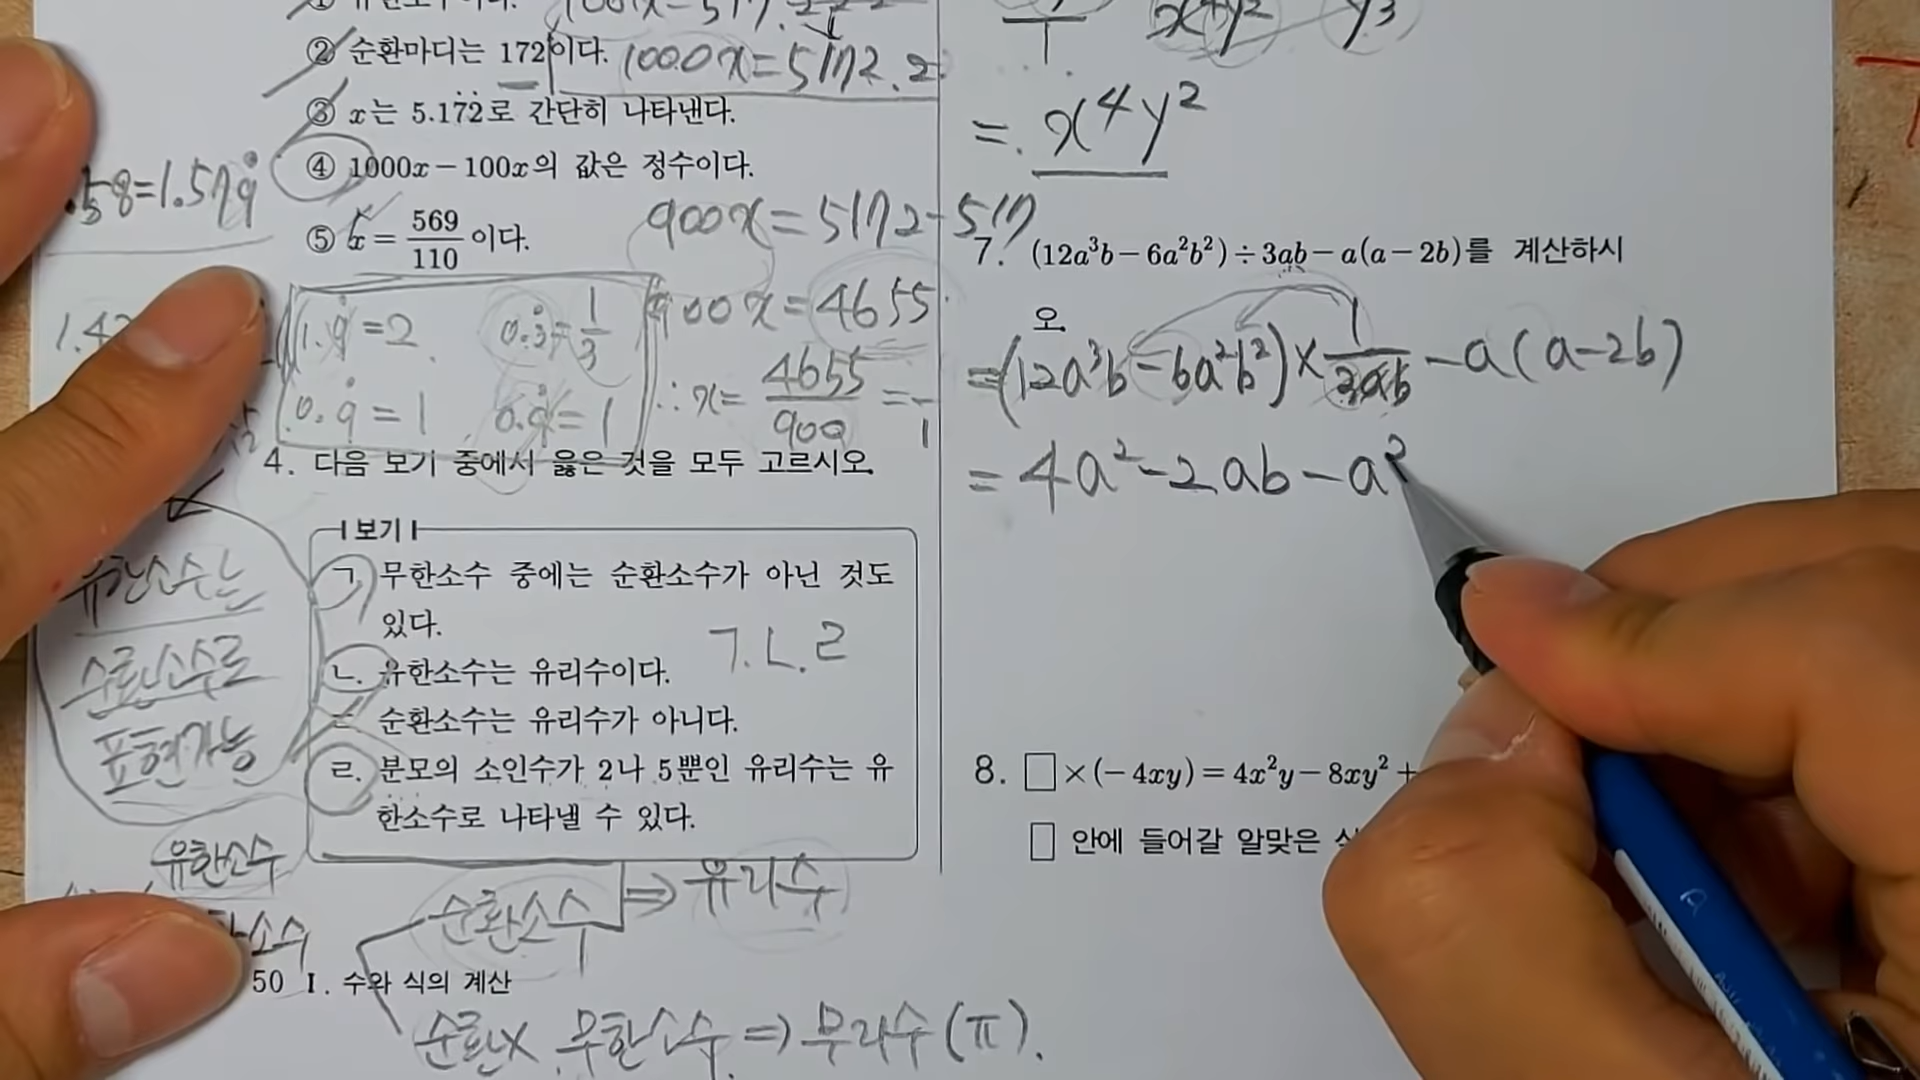 ② 순환마디는 172이다.
1000x=5172.2
③ x는 5.17̇2̇로 간단히 나타낸다.
④ 1000x-100x의 값은 정수이다.
58=1.579̇
⑤ x=569/110이다.
900x=5172-517
900x=4655
∴x=4655/900=
1.9̇=2
0.3̇=1/3
0.9̇=1
0.9̇=1
4. 다음 보기 중에서 옳은 것을 모두 고르시오.
보기
ㄱ. 무한소수 중에는 순환소수가 아닌 것도
있다.
ㄱ.ㄴ.ㄹ
ㄴ. 유한소수는 유리수이다.
ㄷ. 순환소수는 유리수가 아니다.
ㄹ. 분모의 소인수가 2나 5뿐인 유리수는 유
한소수로 나타낼 수 있다.
유한소수는
순환소수로
표현가능
유한소수
순환소수 ⇒ 유리수
50 Ⅰ. 수와 식의 계산
순환X 무한소수 ⇒ 무리수(π).
= x⁴y²
7. (12a³b-6a²b²)÷3ab-a(a-2b)를 계산하시
오.
=(12a³b-6a²b²)×1/3ab-a(a-2b)
=4a²-2ab-a²
8. □×(-4xy)=4x²y-8xy²+
□ 안에 들어갈 알맞은